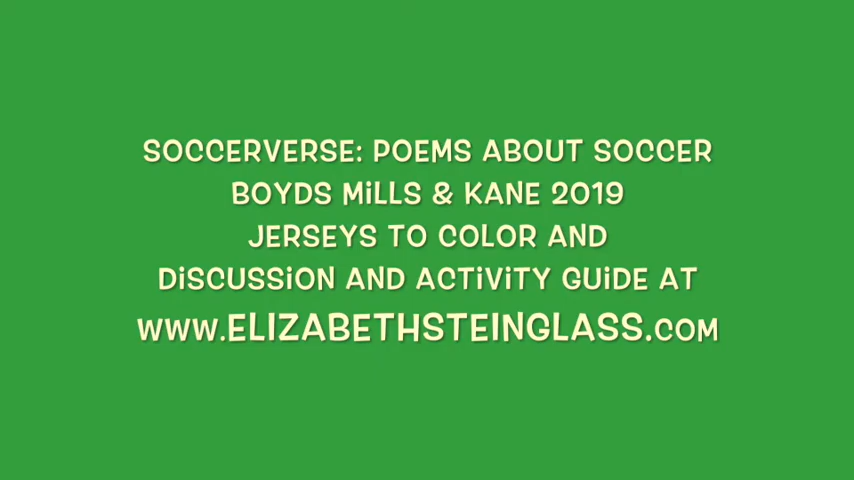 SOCCERVERSE: POEMS ABOUT SOCCER
BOYDS MiLLS & KANE 2019
JERSEYS TO COLOR AND
DiSCUSSiON AND ACTiViTY GUiDE AT
WWW.ELIZABETHSTEINGLASS.COM